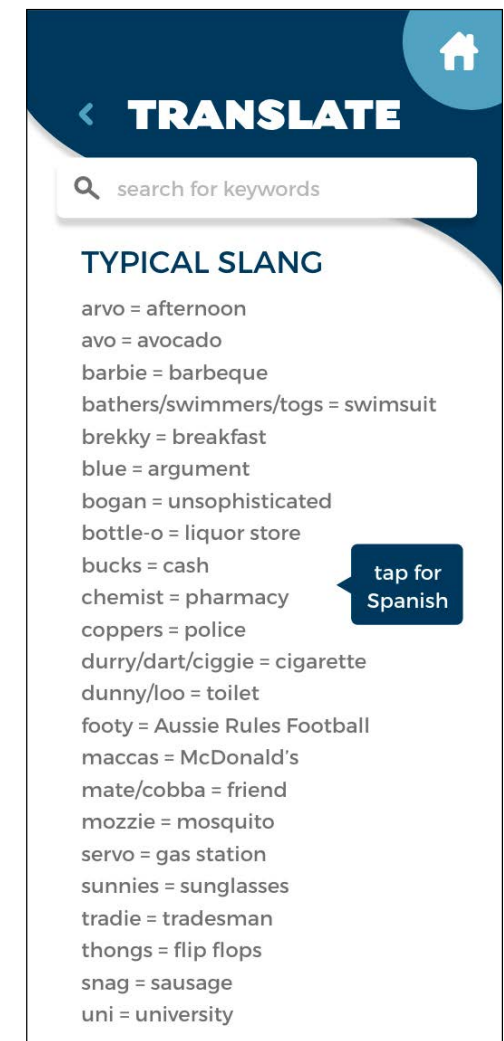 TRANSLATE
search for keywords
TYPICAL SLANG
arvo = afternoon
avo = avocado
barbie = barbeque
bathers/swimmers/togs = swimsuit
brekky = breakfast
blue = argument
bogan = unsophisticated
bottle-o = liquor store
bucks = cash
chemist = pharmacy
tap for
Spanish
coppers = police
durry/dart/ciggie = cigarette
dunny/loo = toilet
footy = Aussie Rules Football
maccas = McDonald's
mate/cobba = friend
mozzie = mosquito
servo = gas station
sunnies = sunglasses
tradie = tradesman
thongs = flip flops
snag = sausage
uni = university